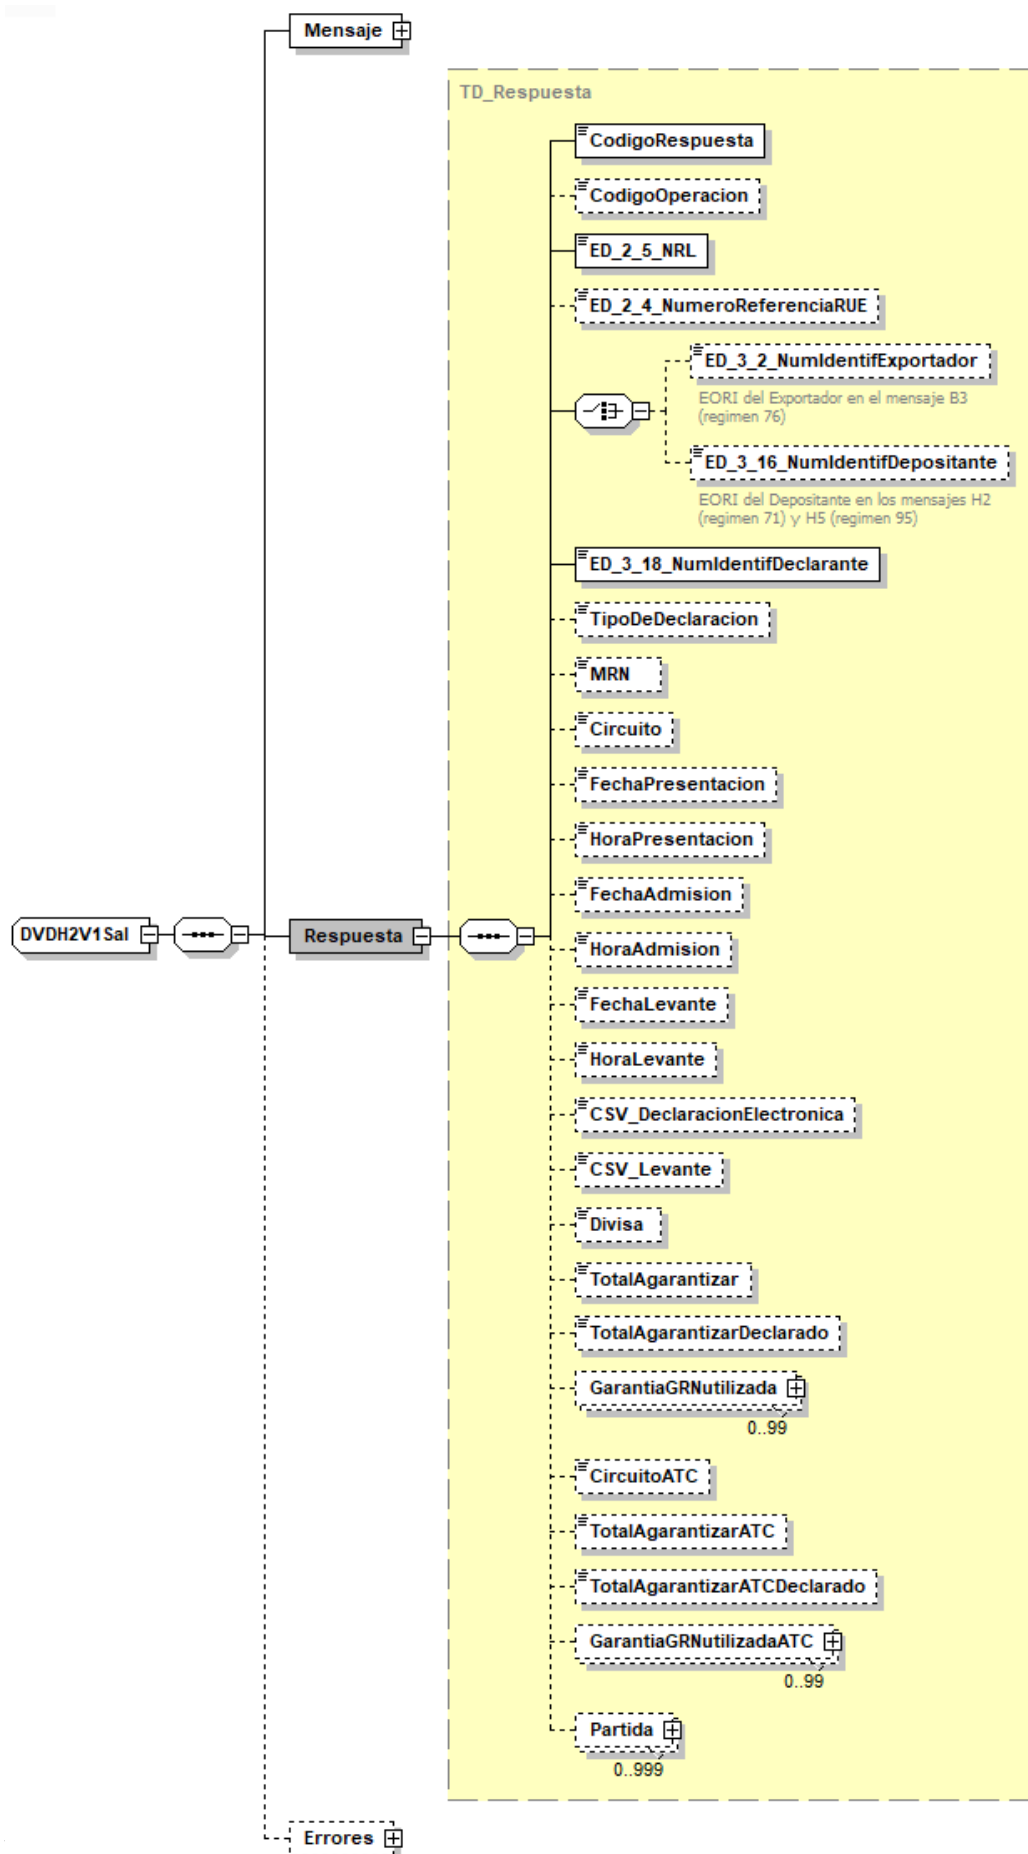 Mensaje
TD_Respuesta
CodigoRespuesta
CodigoOperacion
ED_2_5_NRL
ED_2_4_NumeroReferenciaRUE
ED_3_2_NumIdentifExportador
EORI del Exportador en el mensaje B3
(regimen 76)
ED_3_16_NumIdentifDepositante
EORI del Depositante en los mensajes H2
(regimen 71) y H5 (regimen 95)
ED_3_18_NumIdentifDeclarante
TipoDeDeclaracion
MRN
Circuito
FechaPresentacion
HoraPresentacion
FechaAdmision
DVDH2V1Sal
Respuesta
HoraAdmision
FechaLevante
HoraLevante
CSV_DeclaracionElectronica
CSV_Levante
Divisa
TotalAgarantizar
TotalAgarantizarDeclarado
GarantiaGRNutilizada
0..99
CircuitoATC
TotalAgarantizarATC
TotalAgarantizarATCDeclarado
GarantiaGRNutilizadaATC
0..99
Partida
0..999
Errores